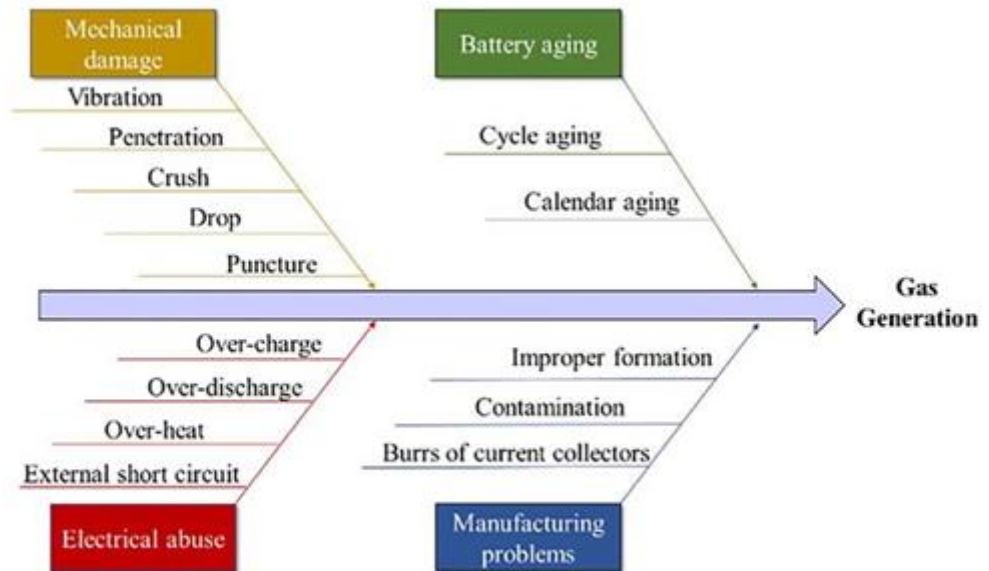 Mechanical
damage
Vibration
Penetration
Crush
Drop
Puncture
Battery aging
Cycle aging
Calendar aging
Gas
Generation
Over-charge
Over-discharge
Over-heat
External short circuit
Electrical abuse
Improper formation
Contamination
Burrs of current collectors
Manufacturing
problems